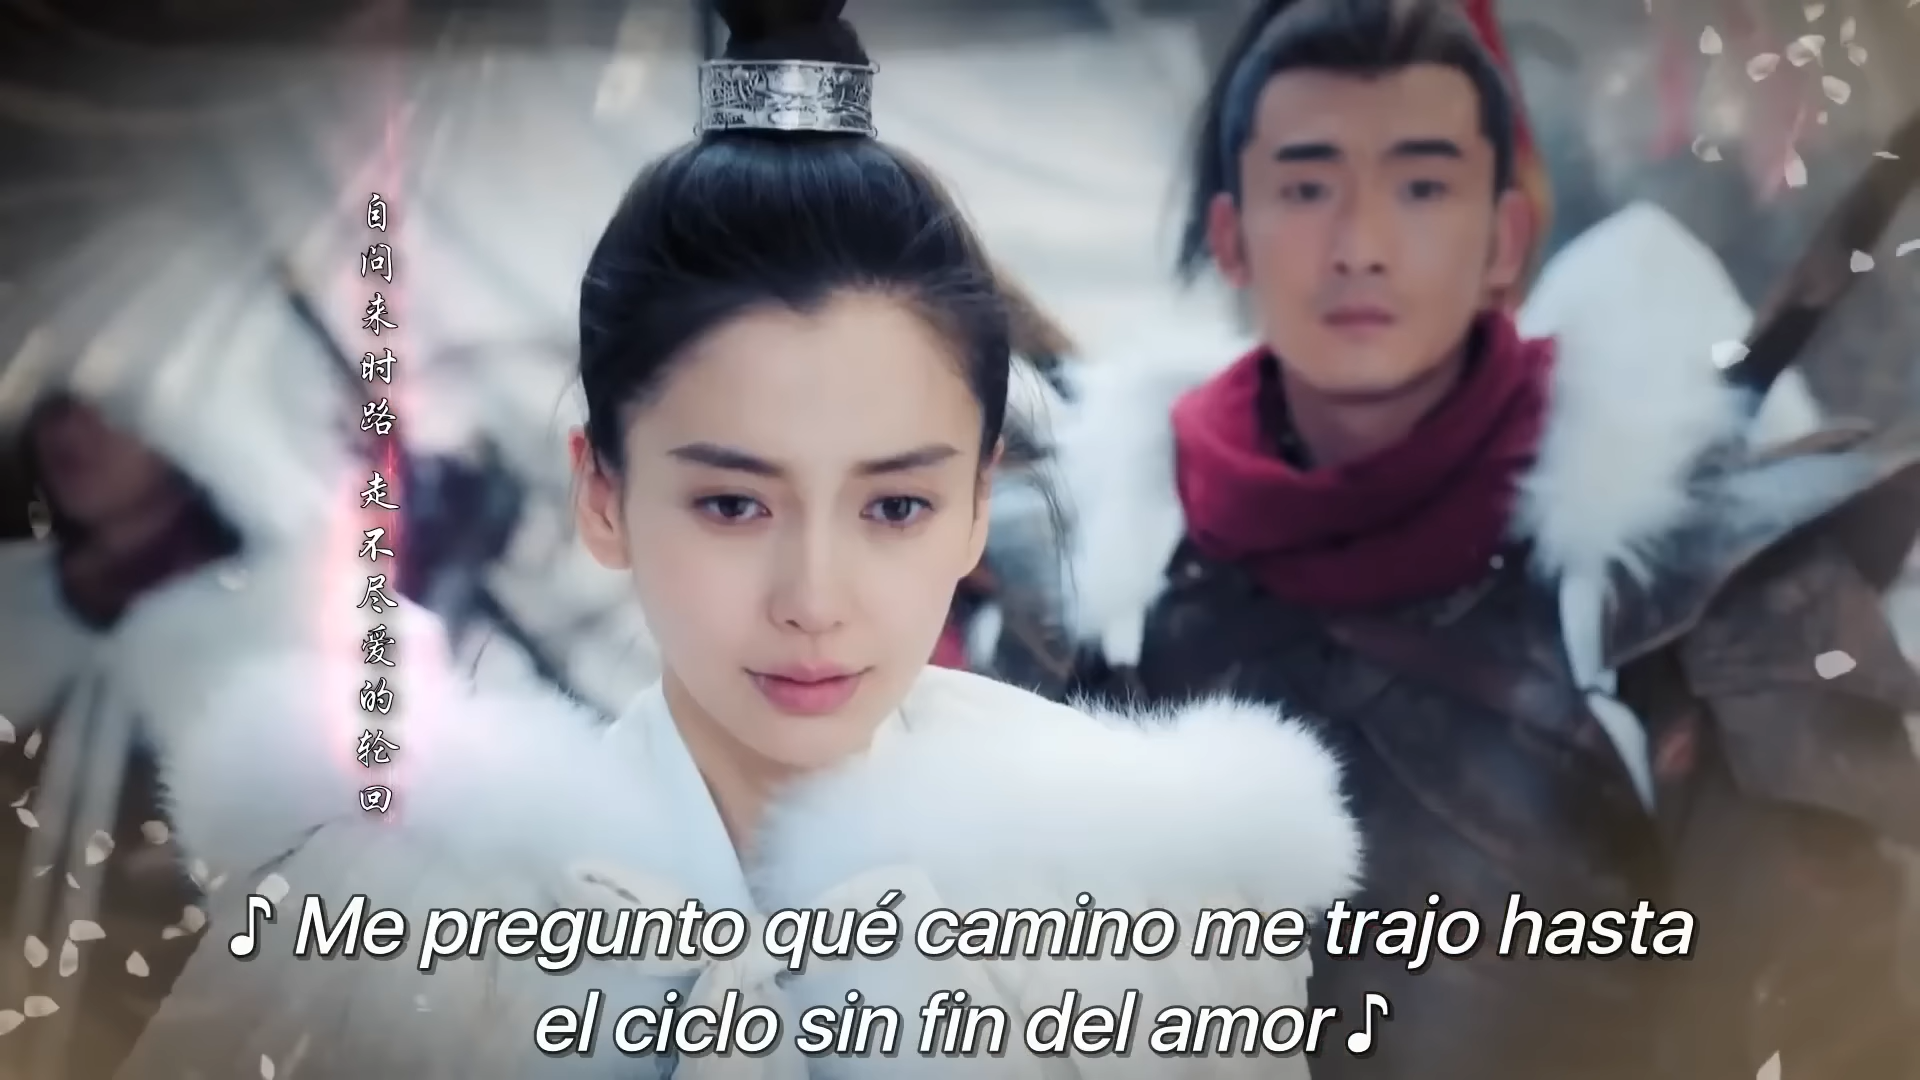 自问来时路 走不尽爱的轮回
♪ Me pregunto qué camino me trajo hasta
el ciclo sin fin del amor ♪